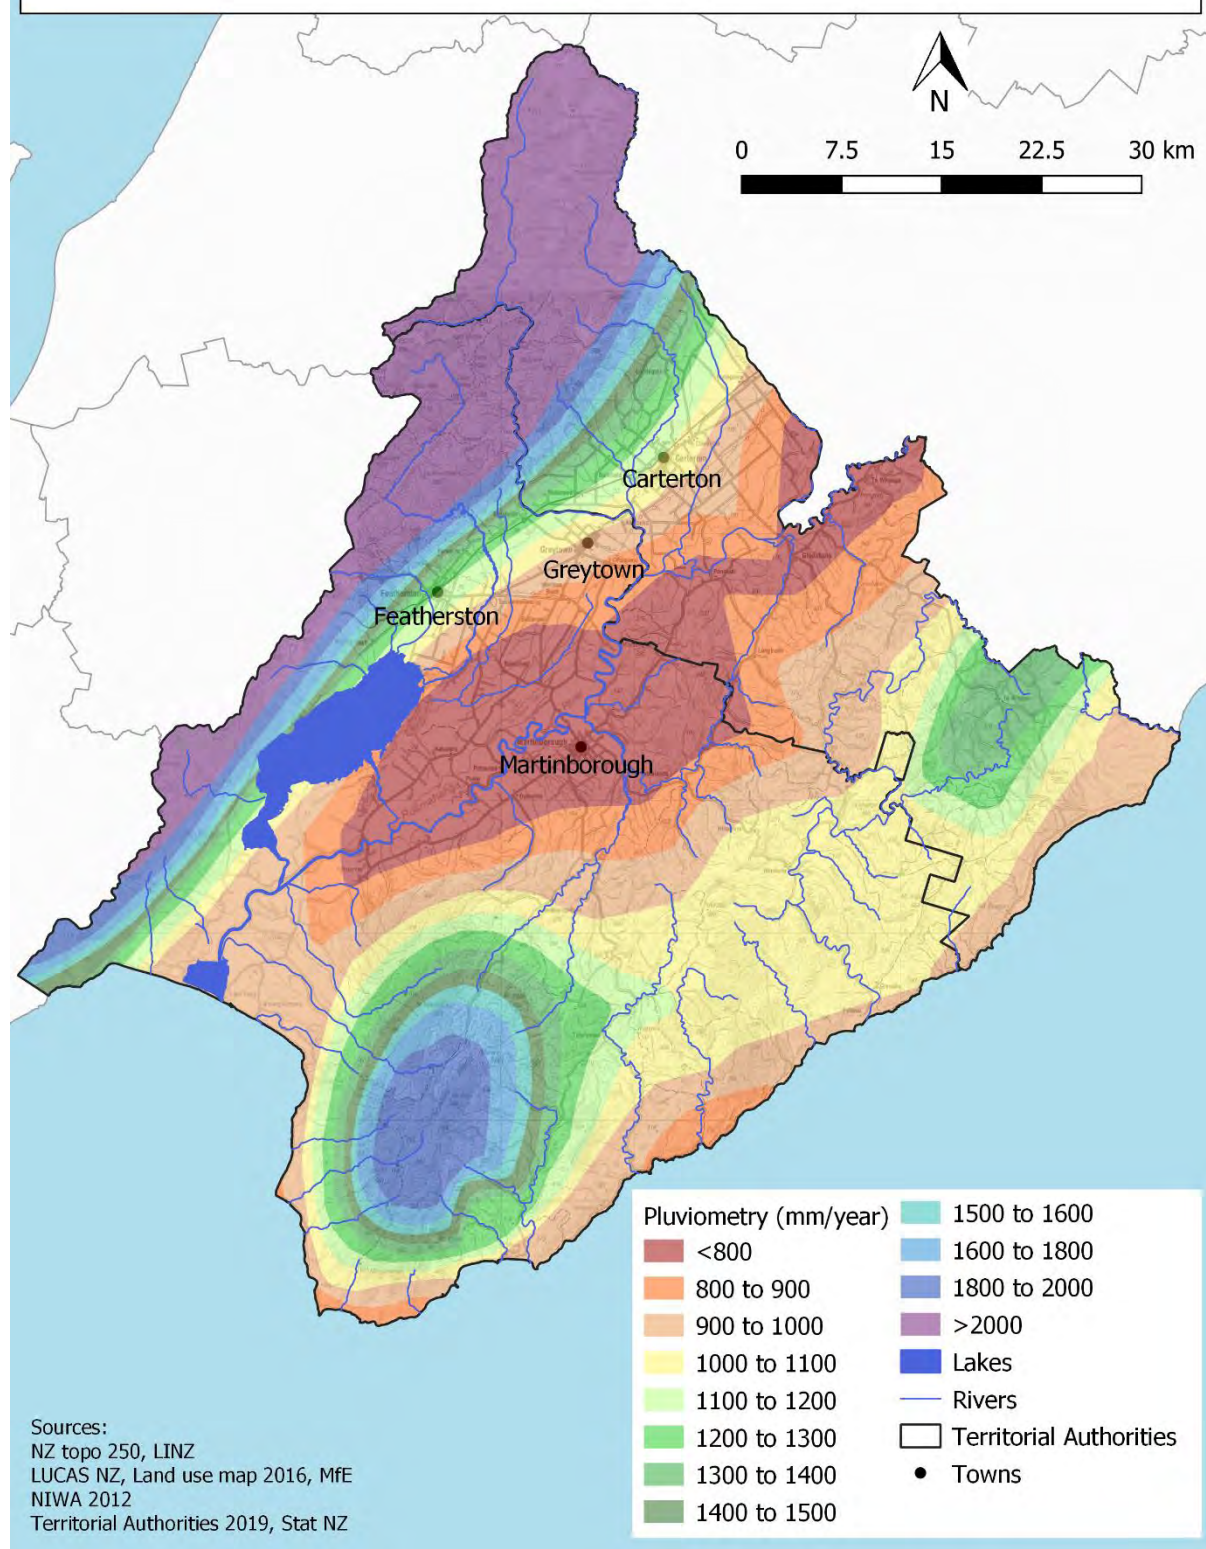 N
0 7.5 15 22.5 30 km
Carterton
Greytown
Featherston
Martinborough
Pluviometry (mm/year)
<800
800 to 900
900 to 1000
1000 to 1100
1100 to 1200
1200 to 1300
1300 to 1400
1400 to 1500
1500 to 1600
1600 to 1800
1800 to 2000
>2000
Lakes
Rivers
Territorial Authorities
Towns
Sources:
NZ topo 250, LINZ
LUCAS NZ, Land use map 2016, MfE
NIWA 2012
Territorial Authorities 2019, Stat NZ